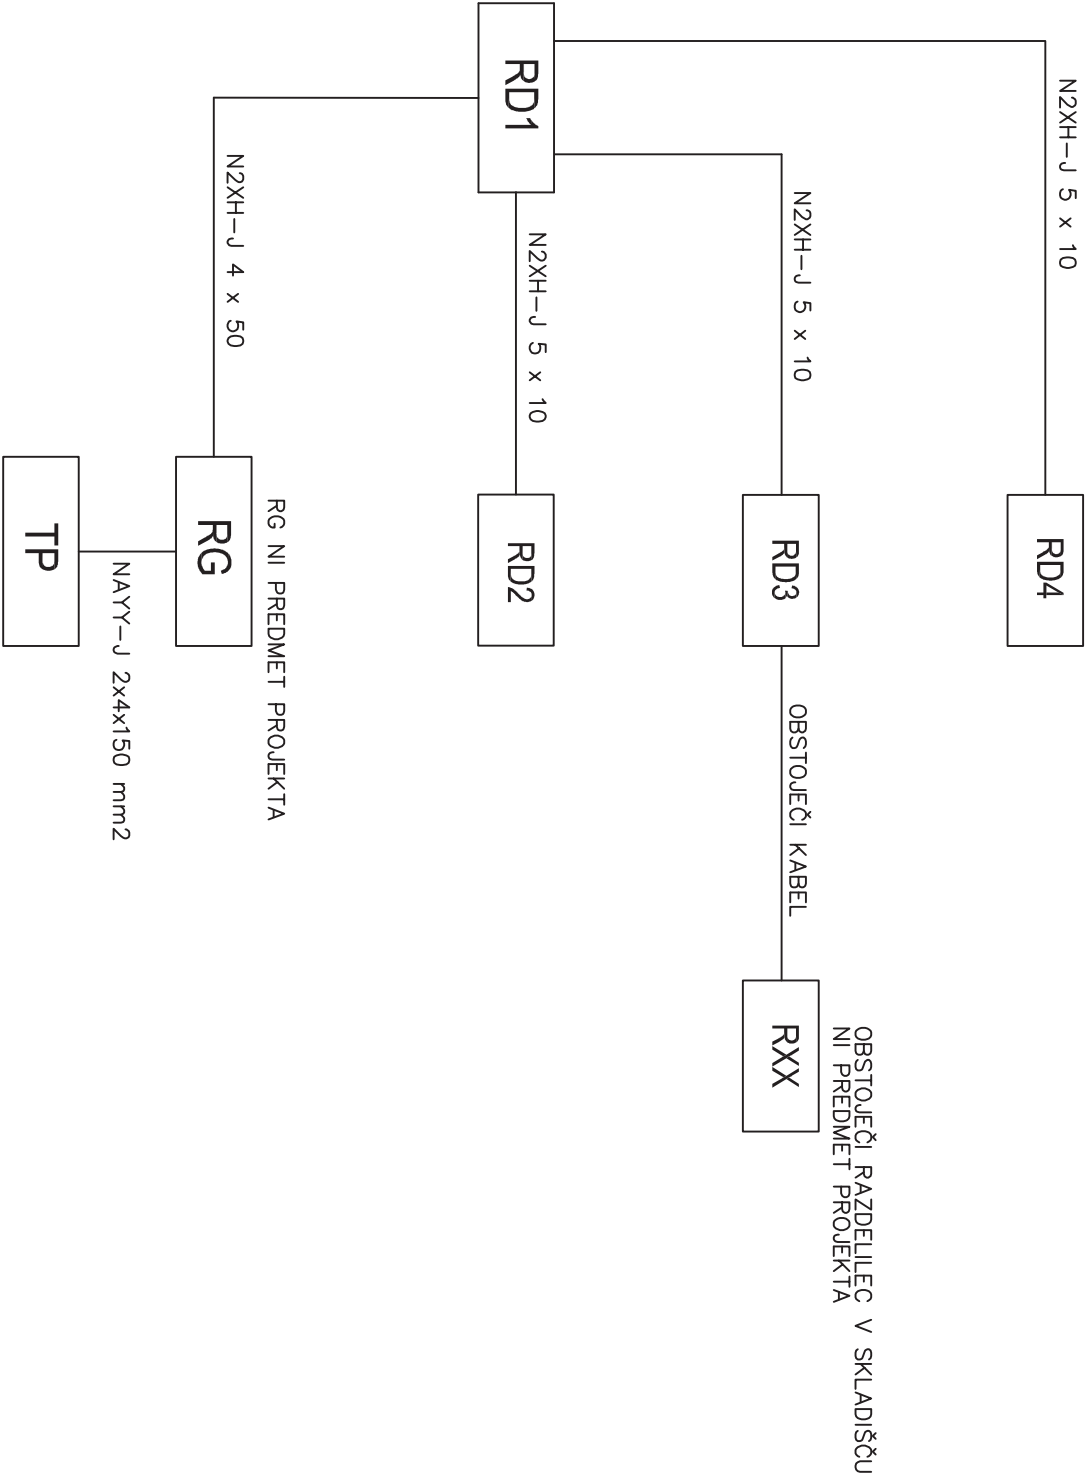 RD4
N2XH-J 5 x 10
OBSTOJEČI RAZDELILEC V SKLADIŠČU
NI PREDMET PROJEKTA
RD3
N2XH-J 5 x 10
OBSTOJEČI KABEL
RXX
RD1
N2XH-J 5 x 10
RD2
RG NI PREDMET PROJEKTA
N2XH-J 4 x 50
RG
NAYY-J 2x4x150 mm2
TP